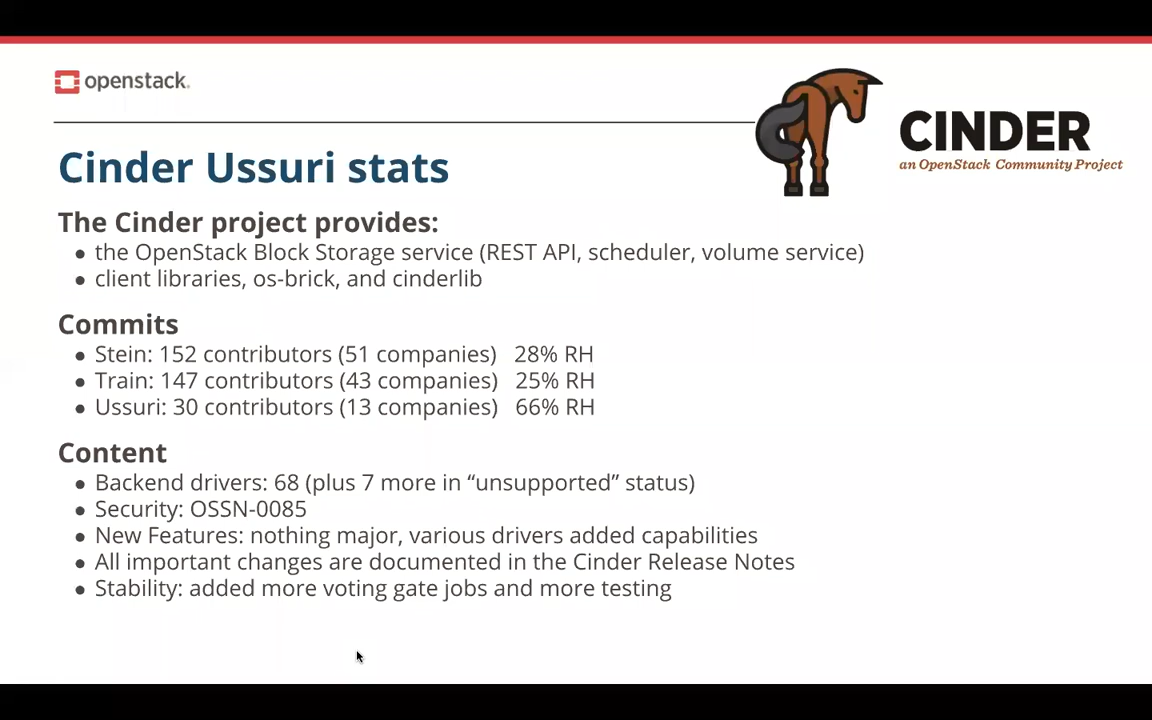 openstack.
CINDER
an OpenStack Community Project
Cinder Ussuri stats
The Cinder project provides:
● the OpenStack Block Storage service (REST API, scheduler, volume service)
● client libraries, os-brick, and cinderlib
Commits
● Stein: 152 contributors (51 companies) 28% RH
● Train: 147 contributors (43 companies) 25% RH
● Ussuri: 30 contributors (13 companies) 66% RH
Content
● Backend drivers: 68 (plus 7 more in “unsupported” status)
● Security: OSSN-0085
● New Features: nothing major, various drivers added capabilities
● All important changes are documented in the Cinder Release Notes
● Stability: added more voting gate jobs and more testing